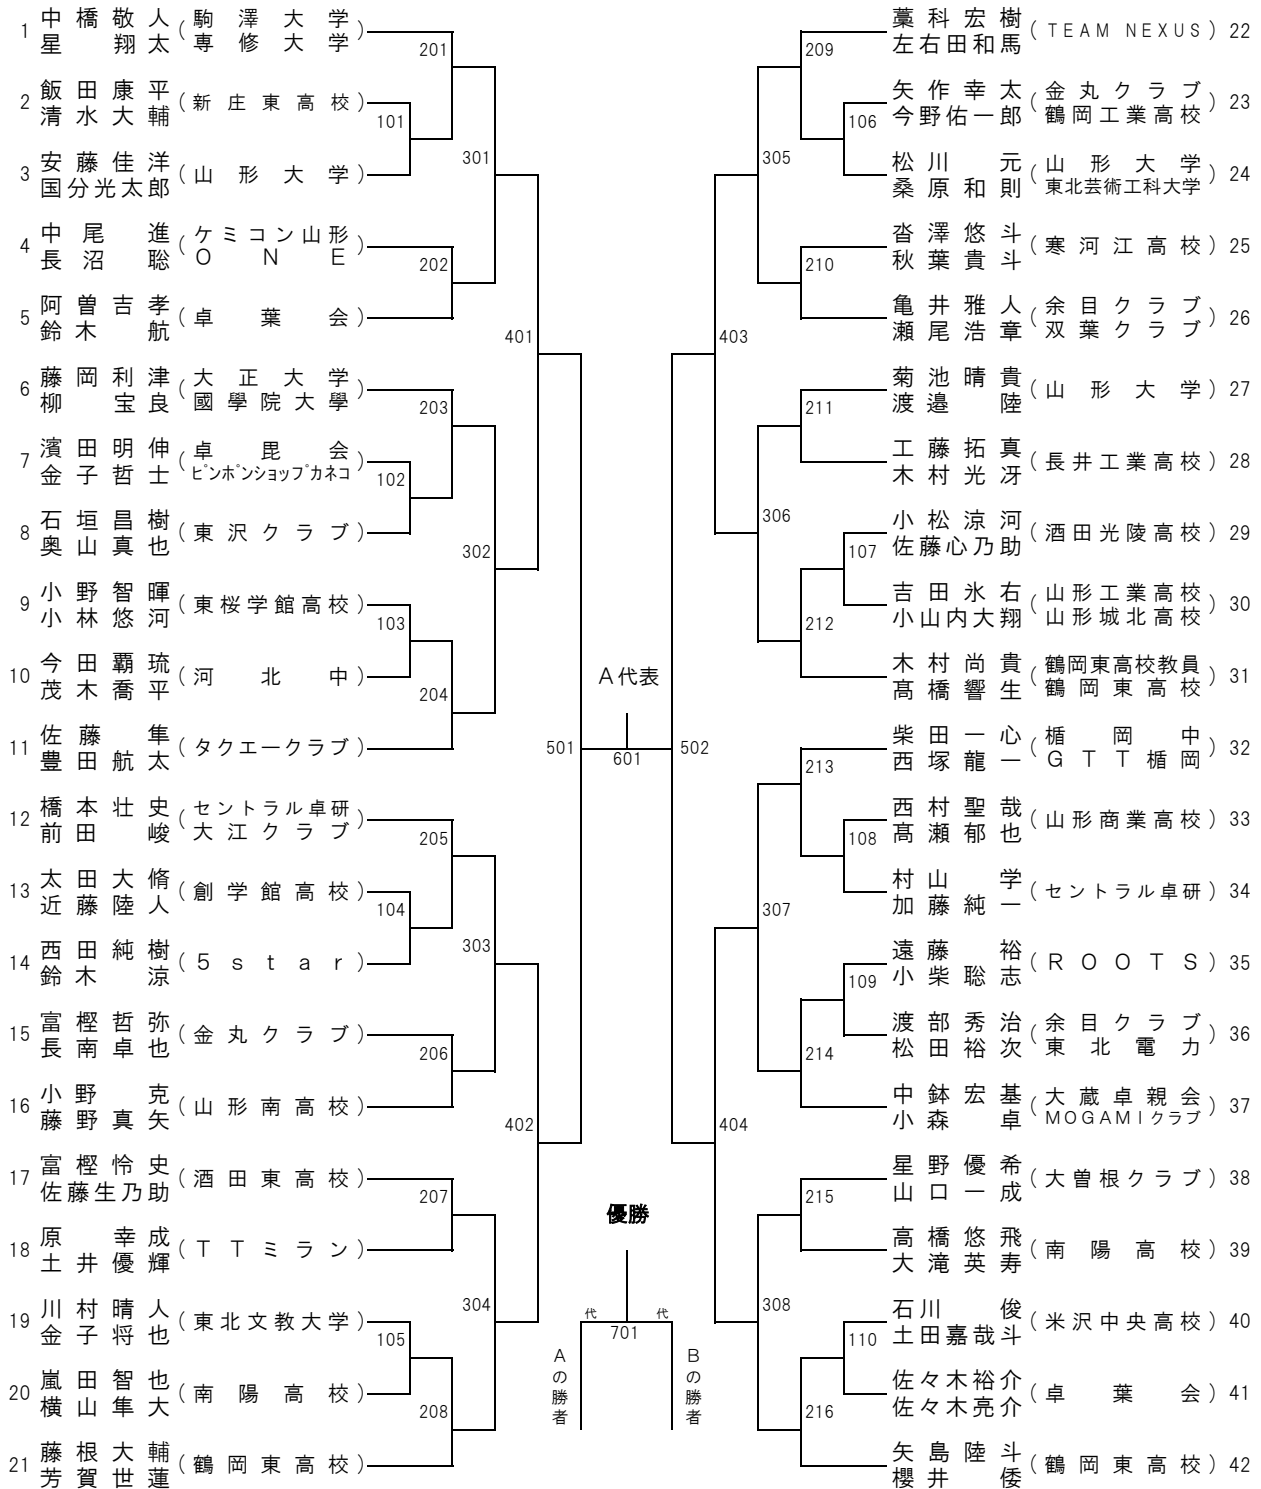 1 中橋敬人 (駒澤大学
星翔太 専修大学)
201
2 飯田康平
清水大輔 (新庄東高校)
101
3 安藤佳洋
国分光太郎 (山形大学)
301
4 中尾進 (ケミコン山形
長沼聡 ONE)
202
5 阿曽吉孝
鈴木航 (卓葉会)
401
6 藤岡利津 (大正大学
柳宝良 國學院大學)
203
7 濱田明伸 (卓毘会
金子哲士 ピンポンショップカネコ)
102
8 石垣昌樹
奥山真也 (東沢クラブ)
302
9 小野智暉
小林悠河 (東桜学館高校)
103
10 今田覇琉
茂木喬平 (河北中)
204
11 佐藤隼
豊田航太 (タクエークラブ)
501
12 橋本壮史 (セントラル卓研
前田峻 大江クラブ)
205
13 太田大脩
近藤陸人 (創学館高校)
104
14 西田純樹
鈴木涼 (5star)
303
15 富樫哲弥
長南卓也 (金丸クラブ)
206
16 小野克
藤野真矢 (山形南高校)
402
17 富樫怜史
佐藤生乃助 (酒田東高校)
207
18 原幸成
土井優輝 (TTミラン)
304
19 川村晴人
金子将也 (東北文教大学)
105
20 嵐田智也
横山隼大 (南陽高校)
208
21 藤根大輔
芳賀世蓮 (鶴岡東高校)
A代表
601
優勝
代 代
701
Aの勝者
Bの勝者
藁科宏樹
左右田和馬 (TEAM NEXUS) 22
209
矢作幸太 (金丸クラブ
今野佑一郎 鶴岡工業高校) 23
106
305
松川元 (山形大学
桑原和則 東北芸術工科大学) 24
沓澤悠斗
秋葉貴斗 (寒河江高校) 25
210
亀井雅人 (余目クラブ
瀬尾浩章 双葉クラブ) 26
403
菊池晴貴
渡邉陸 (山形大学) 27
211
工藤拓真
木村光冴 (長井工業高校) 28
306
小松涼河
佐藤心乃助 (酒田光陵高校) 29
107
吉田氷右 (山形工業高校
小山内大翔 山形城北高校) 30
212
木村尚貴 (鶴岡東高校教員
髙橋響生 鶴岡東高校) 31
502
柴田一心 (楯岡中
西塚龍一 GTT楯岡) 32
213
西村聖哉
髙瀬郁也 (山形商業高校) 33
108
村山学
加藤純一 (セントラル卓研) 34
307
遠藤裕
小柴聡志 (ROOTS) 35
109
渡部秀治 (余目クラブ
松田裕次 東北電力) 36
214
中鉢宏基 (大蔵卓親会
小森卓 MOGAMIクラブ) 37
404
星野優希
山口一成 (大曽根クラブ) 38
215
高橋悠飛
大滝英寿 (南陽高校) 39
308
石川俊
土田嘉哉斗 (米沢中央高校) 40
110
佐々木裕介
佐々木亮介 (卓葉会) 41
216
矢島陸斗
櫻井倭 (鶴岡東高校) 42